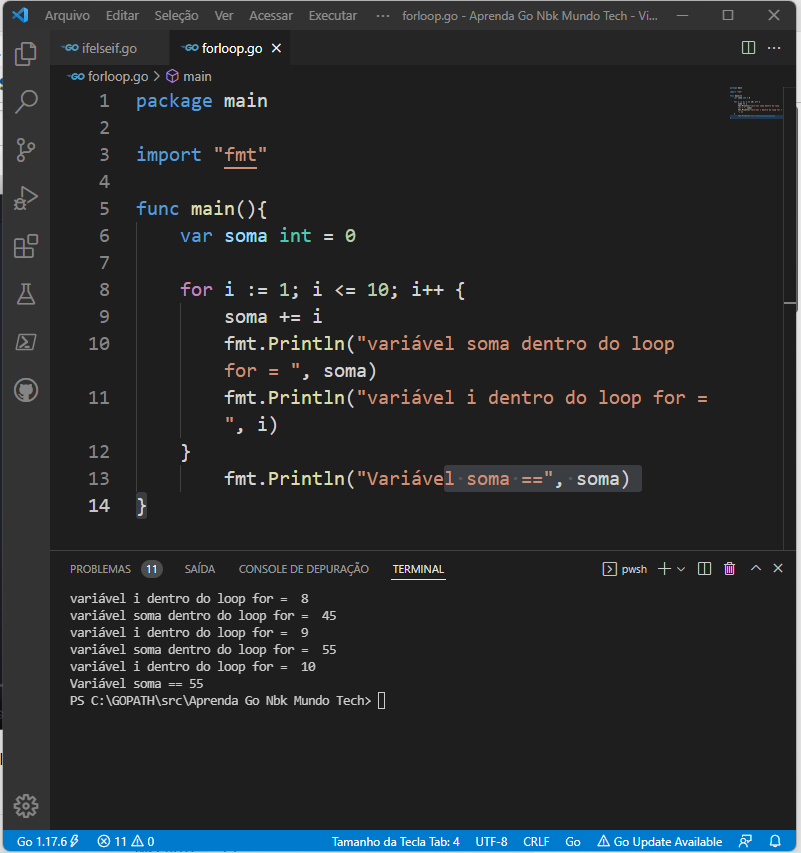 Arquivo Editar Seleção Ver Acessar Executar ··· forloop.go - Aprenda Go Nbk Mundo Tech - Vi...
ifelseif.go forloop.go
forloop.go > main
1 package main
2
3 import "fmt"
4
5 func main(){
6 var soma int = 0
7
8 for i := 1; i <= 10; i++ {
9 soma += i
10 fmt.Println("variável soma dentro do loop
for = ", soma)
11 fmt.Println("variável i dentro do loop for =
", i)
12 }
13 fmt.Println("Variável soma ==", soma)
14 }
PROBLEMAS 11 SAÍDA CONSOLE DE DEPURAÇÃO TERMINAL pwsh
variável i dentro do loop for =  8
variável soma dentro do loop for =  45
variável i dentro do loop for =  9
variável soma dentro do loop for =  55
variável i dentro do loop for =  10
Variável soma == 55
PS C:\GOPATH\src\Aprenda Go Nbk Mundo Tech>
Go 1.17.6 11 0 Tamanho da Tecla Tab: 4 UTF-8 CRLF Go Go Update Available